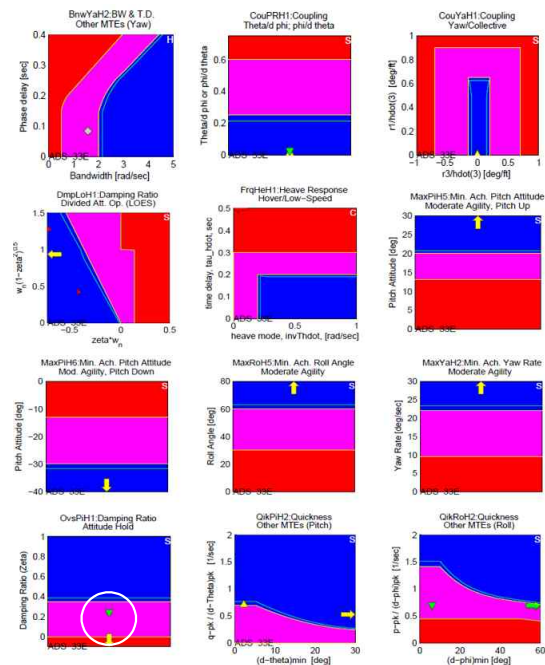 BnwYaH2:BW & T.D.
Other MTEs (Yaw)
CouPRH1:Coupling
Theta/d phi; phi/d theta
CouYaH1:Coupling
Yaw/Collective
0.4
0.3
0.2
0.1
0
Phase delay [sec]
H
ADS-33E
0
5
Bandwidth [rad/sec]
1
0.8
0.6
0.4
0.2
0
Theta/d phi or phi/d theta
S
ADS-33E
1
0.8
0.6
0.4
0.2
0
r1/hdot(3) [deg/ft]
S
ADS-33E
−1
−0.5
0
0.5
1
r3/hdot(3) [deg/ft]
DmpLoH1:Damping Ratio
Divided Att. Op. (LOES)
FrqHeH1:Heave Response
Hover/Low-Speed
MaxPiH5:Min. Ach. Pitch Attitude
Moderate Agility, Pitch Up
1.5
1
0.5
0
S
ADS-33E
−0.5
0
0.5
zeta*w_n
0.5
0.4
0.3
0.2
0.1
0
time delay, tau_hdot, sec
C
ADS-33E
0
1
heave mode, invThdot, [rad/sec]
30
25
20
15
10
5
0
Pitch Attitude [deg]
S
ADS-33E
MaxPiH6:Min. Ach. Pitch Attitude
Mod. Agility, Pitch Down
MaxRoH5:Min. Ach. Roll Angle
Moderate Agility
MaxYaH2:Min. Ach. Yaw Rate
Moderate Agility
0
−10
−20
−30
−40
Pitch Attitude [deg]
S
ADS-33E
80
60
40
20
0
Roll Angle [deg]
S
ADS-33E
30
25
20
15
10
5
0
Yaw Rate [deg/sec]
S
ADS-33E
OvsPiH1:Damping Ratio
Attitude Hold
QikPiH2:Quickness
Other MTEs (Pitch)
QikRoH2:Quickness
Other MTEs (Roll)
1
0.8
0.6
0.4
0.2
0
Damping Ratio (Zeta)
S
ADS-33E
2
1.5
1
0.5
0
q-pk / (d-Theta)pk [1/sec]
S
ADS-33E
0
10
20
30
(d-theta)min [deg]
2
1.5
1
0.5
0
p-pk / (d-phi)pk [1/sec]
S
ADS-33E
0
20
40
60
(d-phi)min [deg]